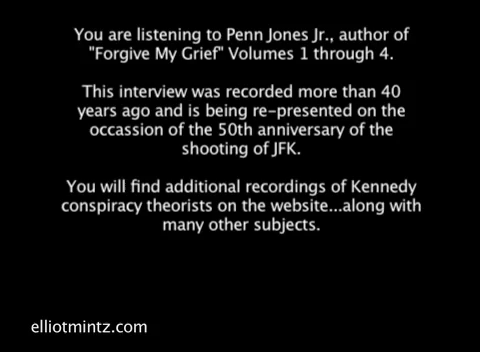 You are listening to Penn Jones Jr., author of
"Forgive My Grief" Volumes 1 through 4.
This interview was recorded more than 40
years ago and is being re-presented on the
occassion of the 50th anniversary of the
shooting of JFK.
You will find additional recordings of Kennedy
conspiracy theorists on the website...along with
many other subjects.
elliotmintz.com